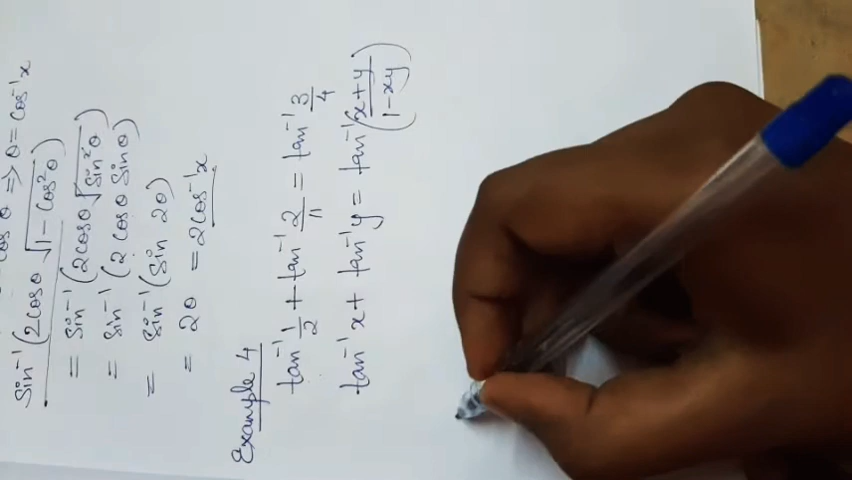 cos θ ⇒ θ = cos⁻¹x
sin⁻¹(2cosθ √(1 - cos²θ))
= sin⁻¹(2cosθ √(sin²θ))
= sin⁻¹(2 cosθ sinθ)
= sin⁻¹(sin 2θ)
= 2θ = 2cos⁻¹x
Example 4
tan⁻¹ 1/2 + tan⁻¹ 2/11 = tan⁻¹ 3/4
tan⁻¹x + tan⁻¹y = tan⁻¹((x+y)/(1-xy))